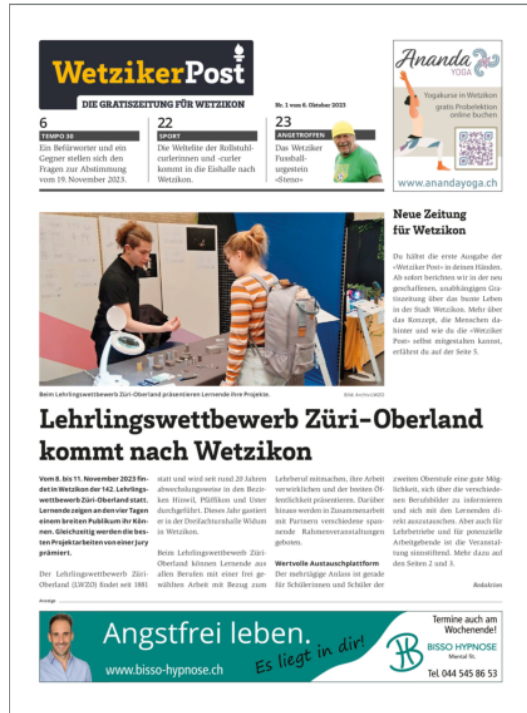 WetzikerPost
DIE GRATISZEITUNG FÜR WETZIKON
Nr. 1 vom 6. Oktober 2023
6
TEMPO 30
Ein Befürworter und ein
Gegner stellen sich den
Fragen zur Abstimmung
vom 19. November 2023.
22
SPORT
Die Weltelite der Rollstuhl-
curlerinnen und -curler
kommt in die Eishalle nach
Wetzikon.
23
ANGETROFFEN
Das Wetziker
Fussball-
urgestein
«Steno»
Ananda
YOGA
Yogakurse in Wetzikon
gratis Probelektion
online buchen
www.anandayoga.ch
Neue Zeitung
für Wetzikon
Du hältst die erste Ausgabe der
«Wetziker Post» in deinen Händen.
Ab sofort berichten wir in der neu
geschaffenen, unabhängigen Gra-
tiszeitung über das bunte Leben
in der Stadt Wetzikon. Mehr über
das Konzept, die Menschen da-
hinter und wie du die «Wetziker
Post» selbst mitgestalten kannst,
erfährst du auf der Seite 5.
Beim Lehrlingswettbewerb Züri-Oberland präsentieren Lernende ihre Projekte.
Bild: Archiv LWZO
Lehrlingswettbewerb Züri-Oberland
kommt nach Wetzikon
Vom 8. bis 11. November 2023 fin-
det in Wetzikon der 142. Lehrlings-
wettbewerb Züri-Oberland statt.
Lernende zeigen an den vier Tagen
einem breiten Publikum ihr Kön-
nen. Gleichzeitig werden die bes-
ten Projektarbeiten von einer Jury
prämiert.
Der Lehrlingswettbewerb Züri-
Oberland (LWZO) findet seit 1881
statt und wird seit rund 20 Jahren
abwechslungsweise in den Bezir-
ken Hinwil, Pfäffikon und Uster
durchgeführt. Dieses Jahr gastiert
er in der Dreifachturnhalle Widum
in Wetzikon.
Beim Lehrlingswettbewerb Züri-
Oberland können Lernende aus
allen Berufen mit einer frei ge-
wählten Arbeit mit Bezug zum
Lehrberuf mitmachen, ihre Arbeit
verwirklichen und der breiten Öf-
fentlichkeit präsentieren. Darüber
hinaus werden in Zusammenarbeit
mit Partnern verschiedene span-
nende Rahmenveranstaltungen
geboten.
Wertvolle Austauschplattform
Der mehrtägige Anlass ist gerade
für Schülerinnen und Schüler der
zweiten Oberstufe eine gute Mög-
lichkeit, sich über die verschiede-
nen Berufsbilder zu informieren
und sich mit den Lernenden di-
rekt auszutauschen. Aber auch für
Lehrbetriebe und für potenzielle
Arbeitgebende ist die Veranstal-
tung sinnstiftend. Mehr dazu auf
den Seiten 2 und 3.
Redaktion
Anzeige
Angstfrei leben.
www.bisso-hypnose.ch
Es liegt in dir!
Termine auch am
Wochenende!
BISSO HYPNOSE
Mental St.
Tel. 044 545 86 53